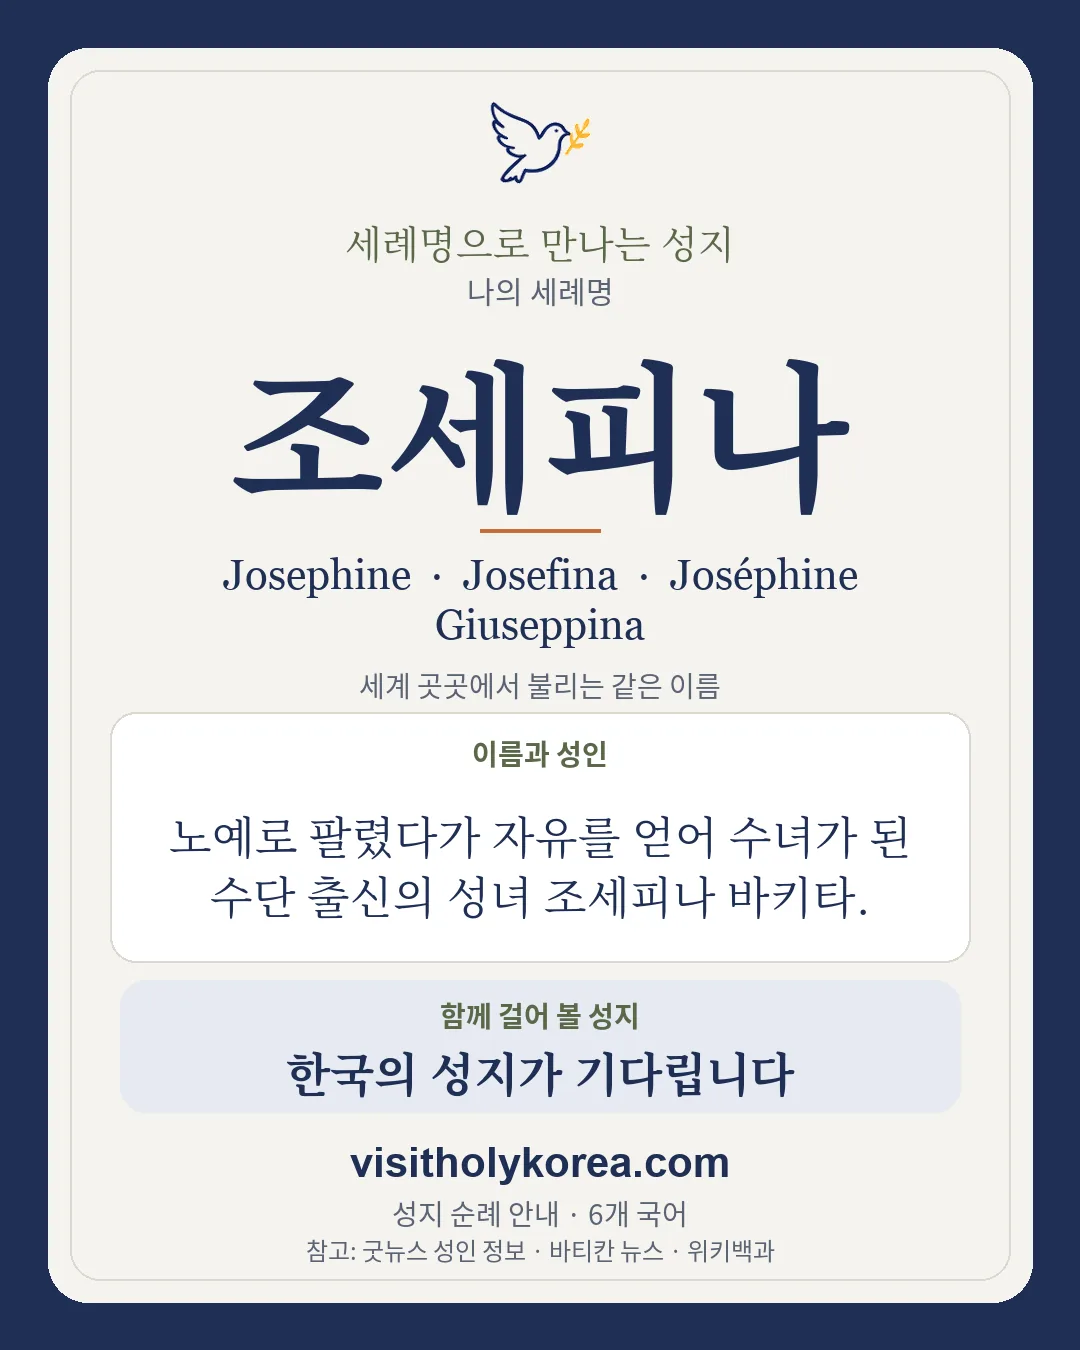 세례명으로 만나는 성지
나의 세례명
조세피나
Josephine · Josefina · Joséphine
Giuseppina
세계 곳곳에서 불리는 같은 이름
이름과 성인
노예로 팔렸다가 자유를 얻어 수녀가 된
수단 출신의 성녀 조세피나 바키타.
함께 걸어 볼 성지
한국의 성지가 기다립니다
visitholykorea.com
성지 순례 안내 · 6개 국어
참고: 굿뉴스 성인 정보 · 바티칸 뉴스 · 위키백과